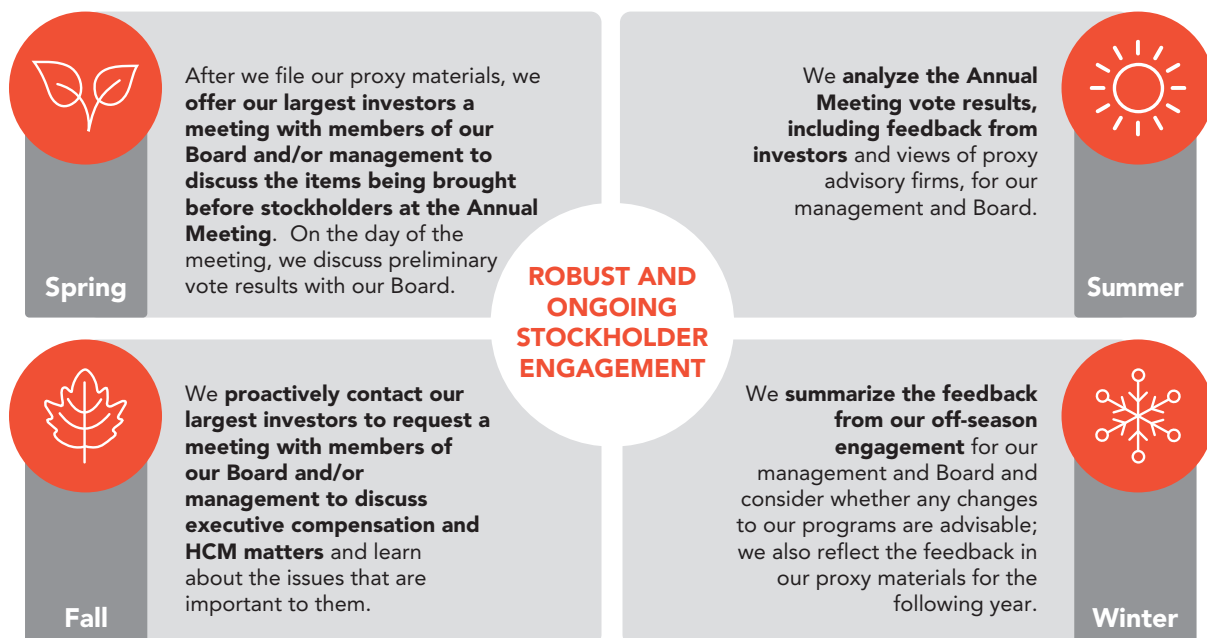 After we file our proxy materials, we
offer our largest investors a
meeting with members of our
Board and/or management to
discuss the items being brought
before stockholders at the Annual
Meeting.  On the day of the
meeting, we discuss preliminary
vote results with our Board.
Spring
We analyze the Annual
Meeting vote results,
including feedback from
investors and views of proxy
advisory firms, for our
management and Board.
Summer
ROBUST AND
ONGOING
STOCKHOLDER
ENGAGEMENT
We proactively contact our
largest investors to request a
meeting with members of
our Board and/or
management to discuss
executive compensation and
HCM matters and learn
about the issues that are
important to them.
Fall
We summarize the feedback
from our off-season
engagement for our
management and Board and
consider whether any changes
to our programs are advisable;
we also reflect the feedback in
our proxy materials for the
following year.
Winter